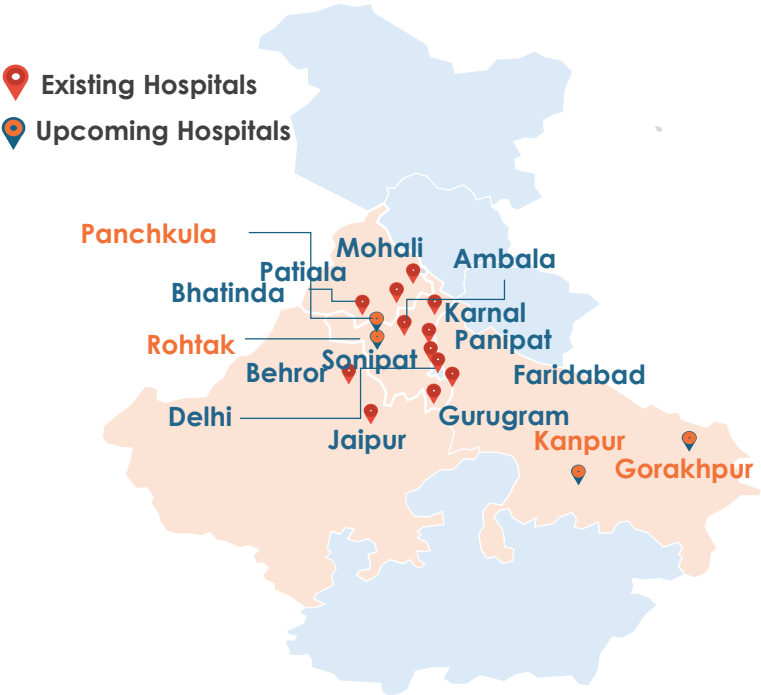 Existing Hospitals
Upcoming Hospitals
Panchkula
Mohali
Ambala
Patiala
Bhatinda
Karnal
Panipat
Rohtak
Sonipat
Behror
Faridabad
Delhi
Gurugram
Jaipur
Kanpur
Gorakhpur